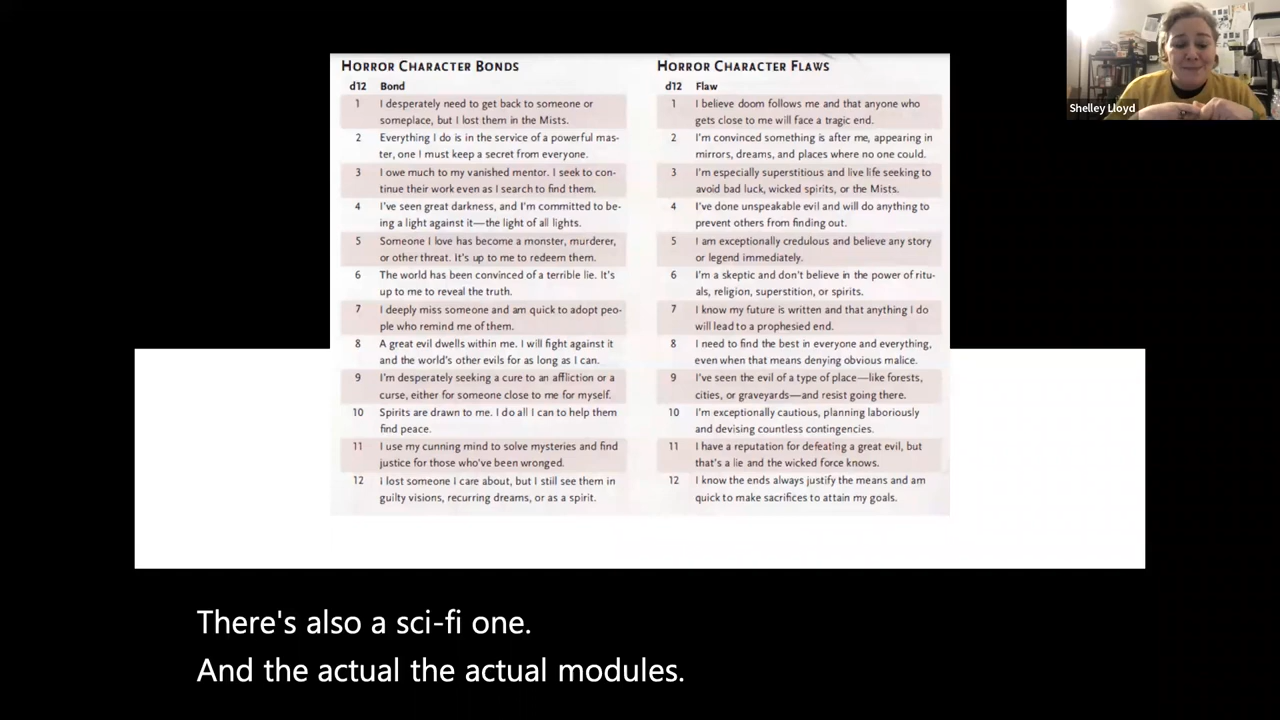 HORROR CHARACTER BONDS
d12 Bond
1 I desperately need to get back to someone or
someplace, but I lost them in the Mists.
2 Everything I do is in the service of a powerful mas-
ter, one I must keep a secret from everyone.
3 I owe much to my vanished mentor. I seek to con-
tinue their work even as I search to find them.
4 I've seen great darkness, and I'm committed to be-
ing a light against it—the light of all lights.
5 Someone I love has become a monster, murderer,
or other threat. It's up to me to redeem them.
6 The world has been convinced of a terrible lie. It's
up to me to reveal the truth.
7 I deeply miss someone and am quick to adopt peo-
ple who remind me of them.
8 A great evil dwells within me. I will fight against it
and the world's other evils for as long as I can.
9 I'm desperately seeking a cure to an affliction or a
curse, either for someone close to me for myself.
10 Spirits are drawn to me. I do all I can to help them
find peace.
11 I use my cunning mind to solve mysteries and find
justice for those who've been wronged.
12 I lost someone I care about, but I still see them in
guilty visions, recurring dreams, or as a spirit.
HORROR CHARACTER FLAWS
d12 Flaw
1 I believe doom follows me and that anyone who
gets close to me will face a tragic end.
2 I'm convinced something is after me, appearing in
mirrors, dreams, and places where no one could.
3 I'm especially superstitious and live life seeking to
avoid bad luck, wicked spirits, or the Mists.
4 I've done unspeakable evil and will do anything to
prevent others from finding out.
5 I am exceptionally credulous and believe any story
or legend immediately.
6 I'm a skeptic and don't believe in the power of ritu-
als, religion, superstition, or spirits.
7 I know my future is written and that anything I do
will lead to a prophesied end.
8 I need to find the best in everyone and everything,
even when that means denying obvious malice.
9 I've seen the evil of a type of place—like forests,
cities, or graveyards—and resist going there.
10 I'm exceptionally cautious, planning laboriously
and devising countless contingencies.
11 I have a reputation for defeating a great evil, but
that's a lie and the wicked force knows.
12 I know the ends always justify the means and am
quick to make sacrifices to attain my goals.
Shelley Lloyd
There's also a sci-fi one.
And the actual the actual modules.